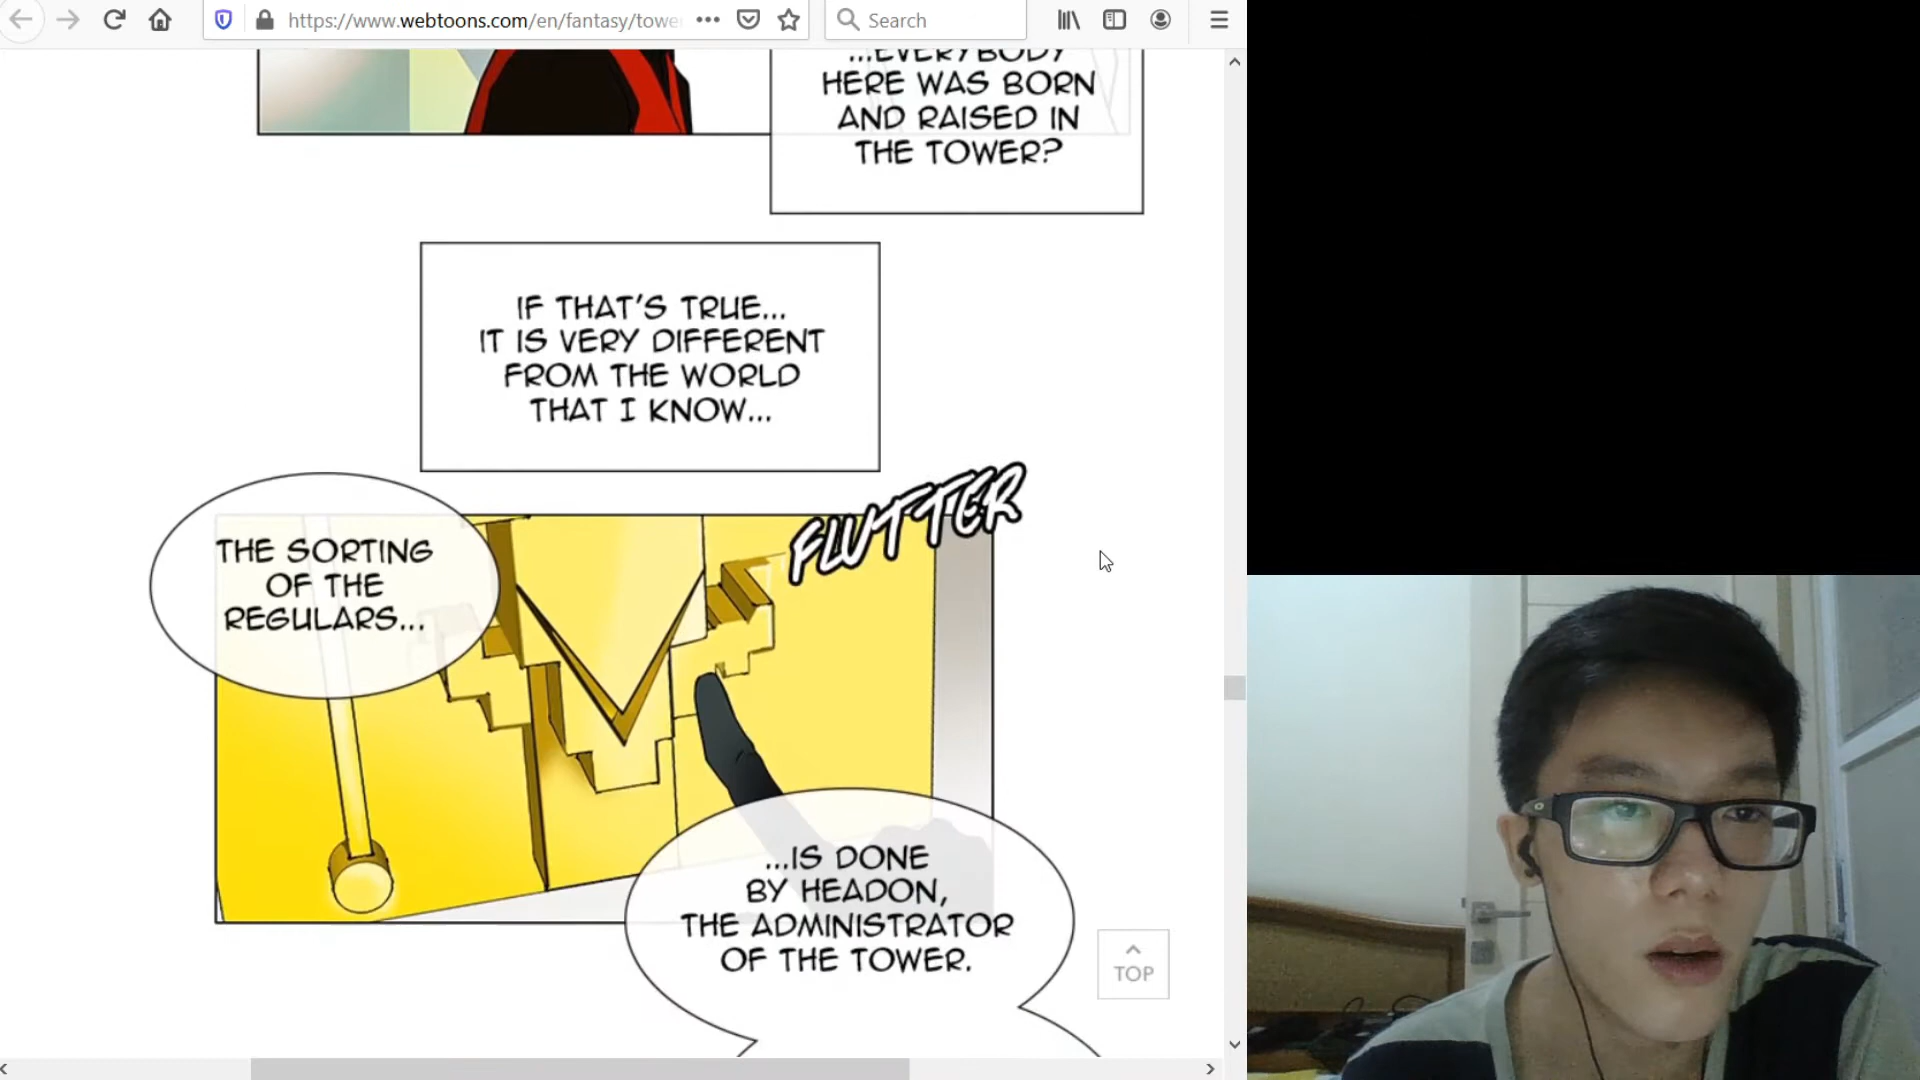 https://www.webtoons.com/en/fantasy/towe
Search
...EVERYBODY
HERE WAS BORN
AND RAISED IN
THE TOWER?
IF THAT'S TRUE...
IT IS VERY DIFFERENT
FROM THE WORLD
THAT I KNOW...
FLUTTER
THE SORTING
OF THE
REGULARS...
...IS DONE
BY HEADON,
THE ADMINISTRATOR
OF THE TOWER.
TOP